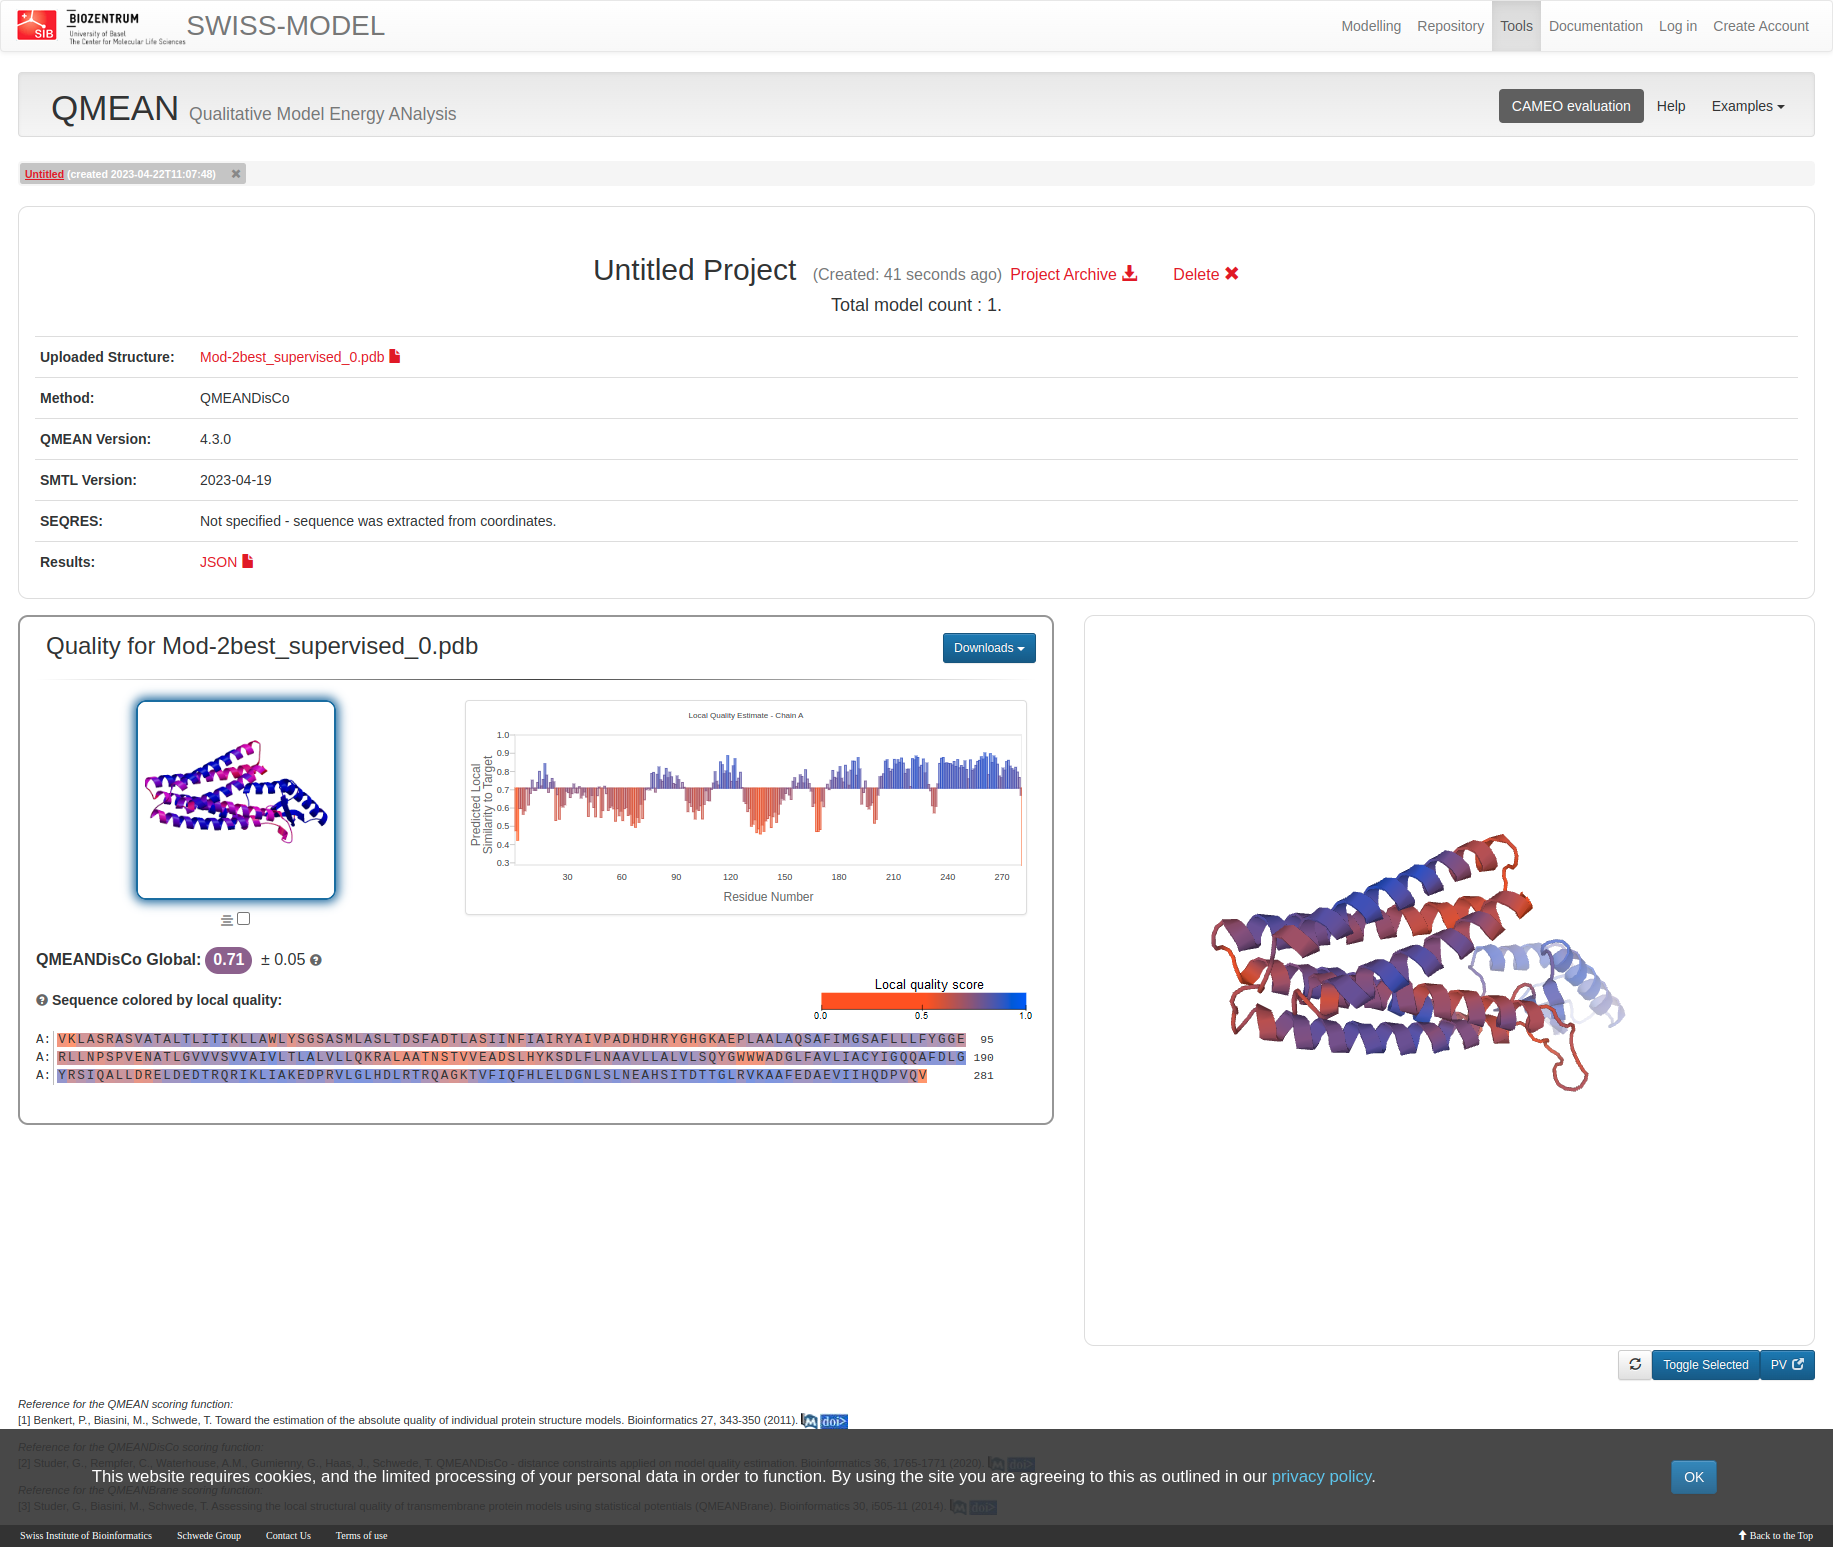 SIB
BIOZENTRUM
University of Basel
The Center for Molecular Life Sciences
SWISS-MODEL
Modelling Repository Tools Documentation Log in Create Account
QMEAN Qualitative Model Energy ANalysis
CAMEO evaluation Help Examples
Untitled (created 2023-04-22T11:07:48)
Untitled Project (Created: 41 seconds ago) Project Archive Delete
Total model count : 1.
Uploaded Structure: Mod-2best_supervised_0.pdb
Method: QMEANDisCo
QMEAN Version: 4.3.0
SMTL Version: 2023-04-19
SEQRES: Not specified - sequence was extracted from coordinates.
Results: JSON
Quality for Mod-2best_supervised_0.pdb
Downloads
Local Quality Estimate - Chain A
Predicted Local
Similarity to Target
1.0
0.9
0.8
0.7
0.6
0.5
0.4
0.3
30 60 90 120 150 180 210 240 270
Residue Number
QMEANDisCo Global: 0.71 ± 0.05
Sequence colored by local quality:
Local quality score
0.0 0.5 1.0
A: VKLASRASVATALTLITIKLLAWLYSGSASMLASLTDSFADTLASIINFIAIRYAIVPADHDHRYGHGKAEPLAALAQSAFIMGSAFLLLFYGGE 95
A: RLLNPSPVENATLGVVVSVVAIVLTLALVLLQKRALAATNSTVVEADSLHYKSDLFLNAAVLLALVLSQYGWWWADGLFAVLIACYIGQQAFDLG 190
A: YRSIQALLDRELDEDTRQRIKLIAKEDPRVLGLHDLRTRQAGKTVFIQFHLELDGNLSLNEAHSITDTTGLRVKAAFEDAEVIIHQDPVQV 281
Toggle Selected PV
Reference for the QMEAN scoring function:
[1] Benkert, P., Biasini, M., Schwede, T. Toward the estimation of the absolute quality of individual protein structure models. Bioinformatics 27, 343-350 (2011). M doi>
Reference for the QMEANDisCo scoring function:
[2] Studer, G., Rempfer, C., Waterhouse, A.M., Gumienny, G., Haas, J., Schwede, T. QMEANDisCo - distance constraints applied on model quality estimation. Bioinformatics 36, 1765-1771 (2020). M doi>
This website requires cookies, and the limited processing of your personal data in order to function. By using the site you are agreeing to this as outlined in our privacy policy. OK
Reference for the QMEANBrane scoring function:
[3] Studer, G., Biasini, M., Schwede, T. Assessing the local structural quality of transmembrane protein models using statistical potentials (QMEANBrane). Bioinformatics 30, i505-11 (2014). M doi>
Swiss Institute of Bioinformatics Schwede Group Contact Us Terms of use Back to the Top